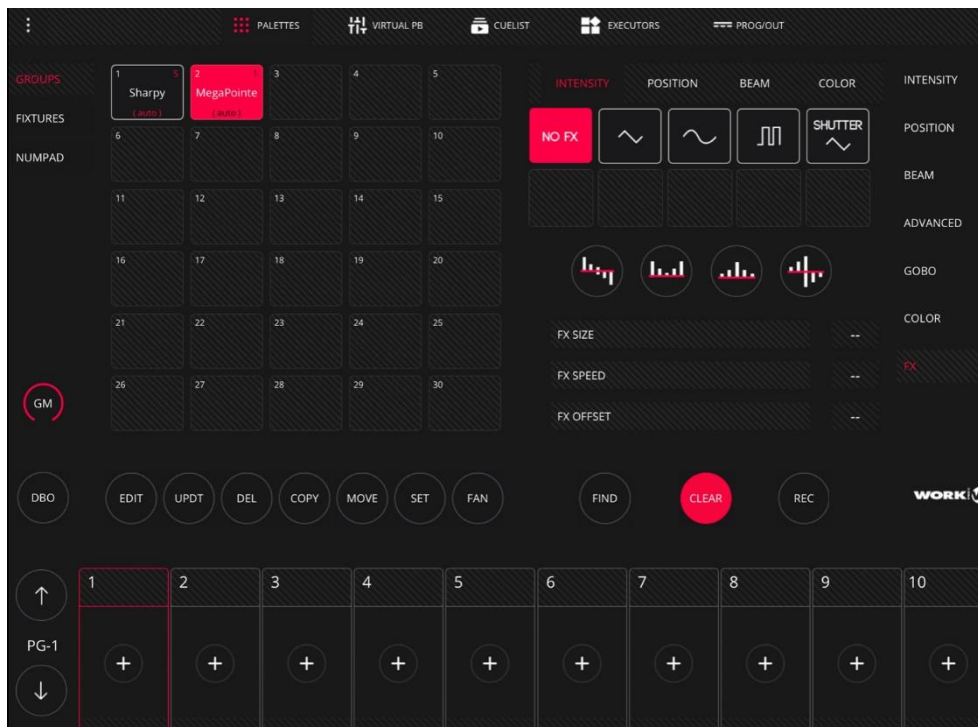 PALETTES VIRTUAL PB CUELIST EXECUTORS PROG/OUT
GROUPS
FIXTURES
NUMPAD
1 5 2 3 4 5
Sharpy MegaPointe
(auto) (auto)
6 7 8 9 10
11 12 13 14 15
16 17 18 19 20
21 22 23 24 25
26 27 28 29 30
GM
INTENSITY POSITION BEAM COLOR
NO FX SHUTTER
FX SIZE --
FX SPEED --
FX OFFSET --
INTENSITY
POSITION
BEAM
ADVANCED
GOBO
COLOR
FX
DBO EDIT UPDT DEL COPY MOVE SET FAN FIND CLEAR REC
WORK
PG-1
1 2 3 4 5 6 7 8 9 10
+ + + + + + + + + +